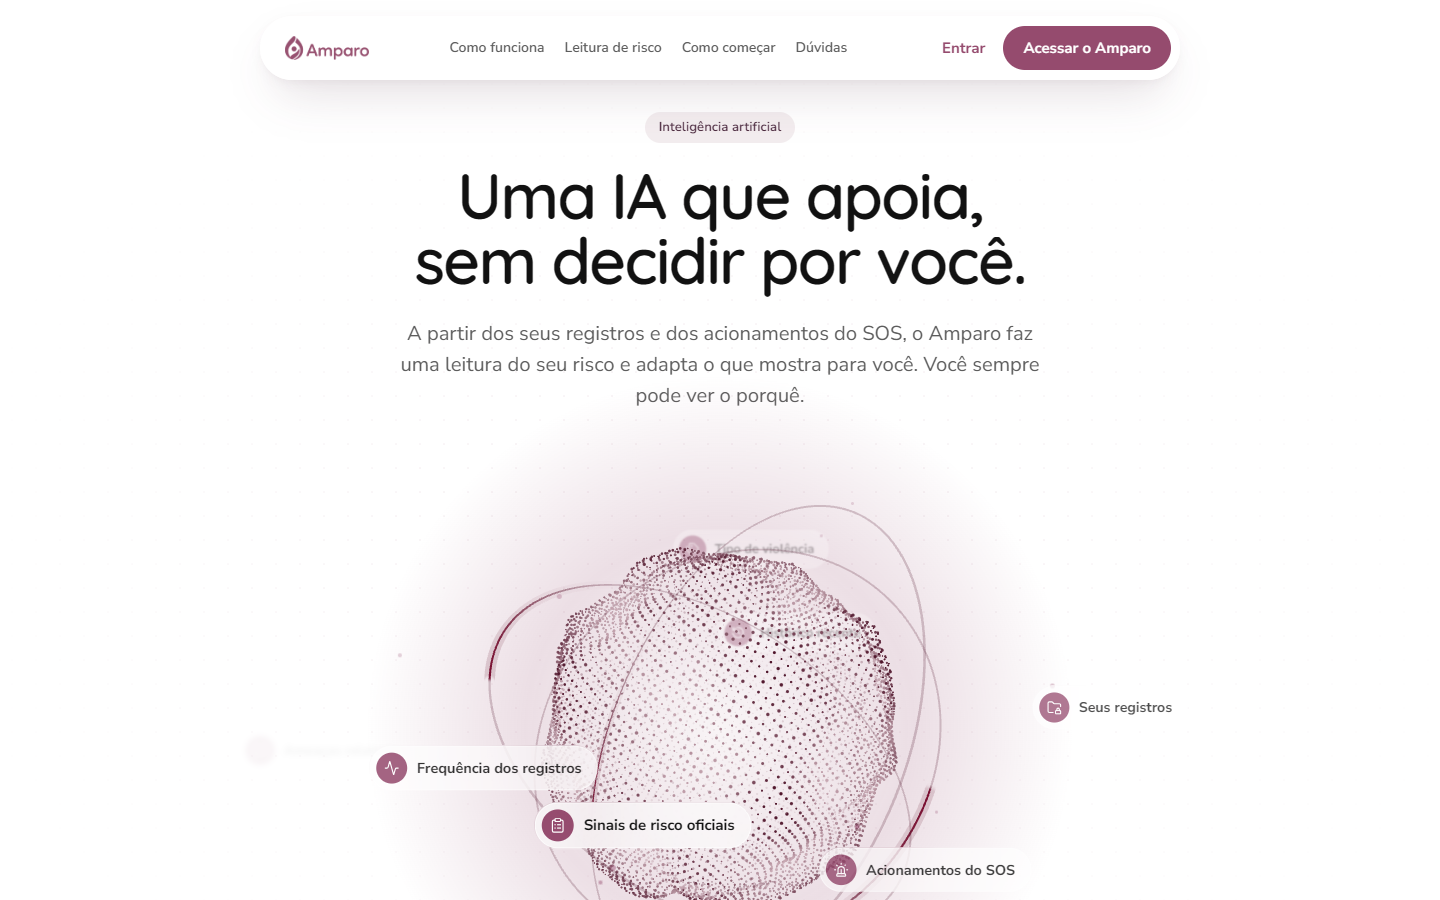 Amparo
Como funciona
Leitura de risco
Como começar
Dúvidas
Entrar
Acessar o Amparo
Inteligência artificial
Uma IA que apoia,
sem decidir por você.
A partir dos seus registros e dos acionamentos do SOS, o Amparo faz
uma leitura do seu risco e adapta o que mostra para você. Você sempre
pode ver o porquê.
Tipo de violência
Seus registros
Frequência dos registros
Sinais de risco oficiais
Acionamentos do SOS